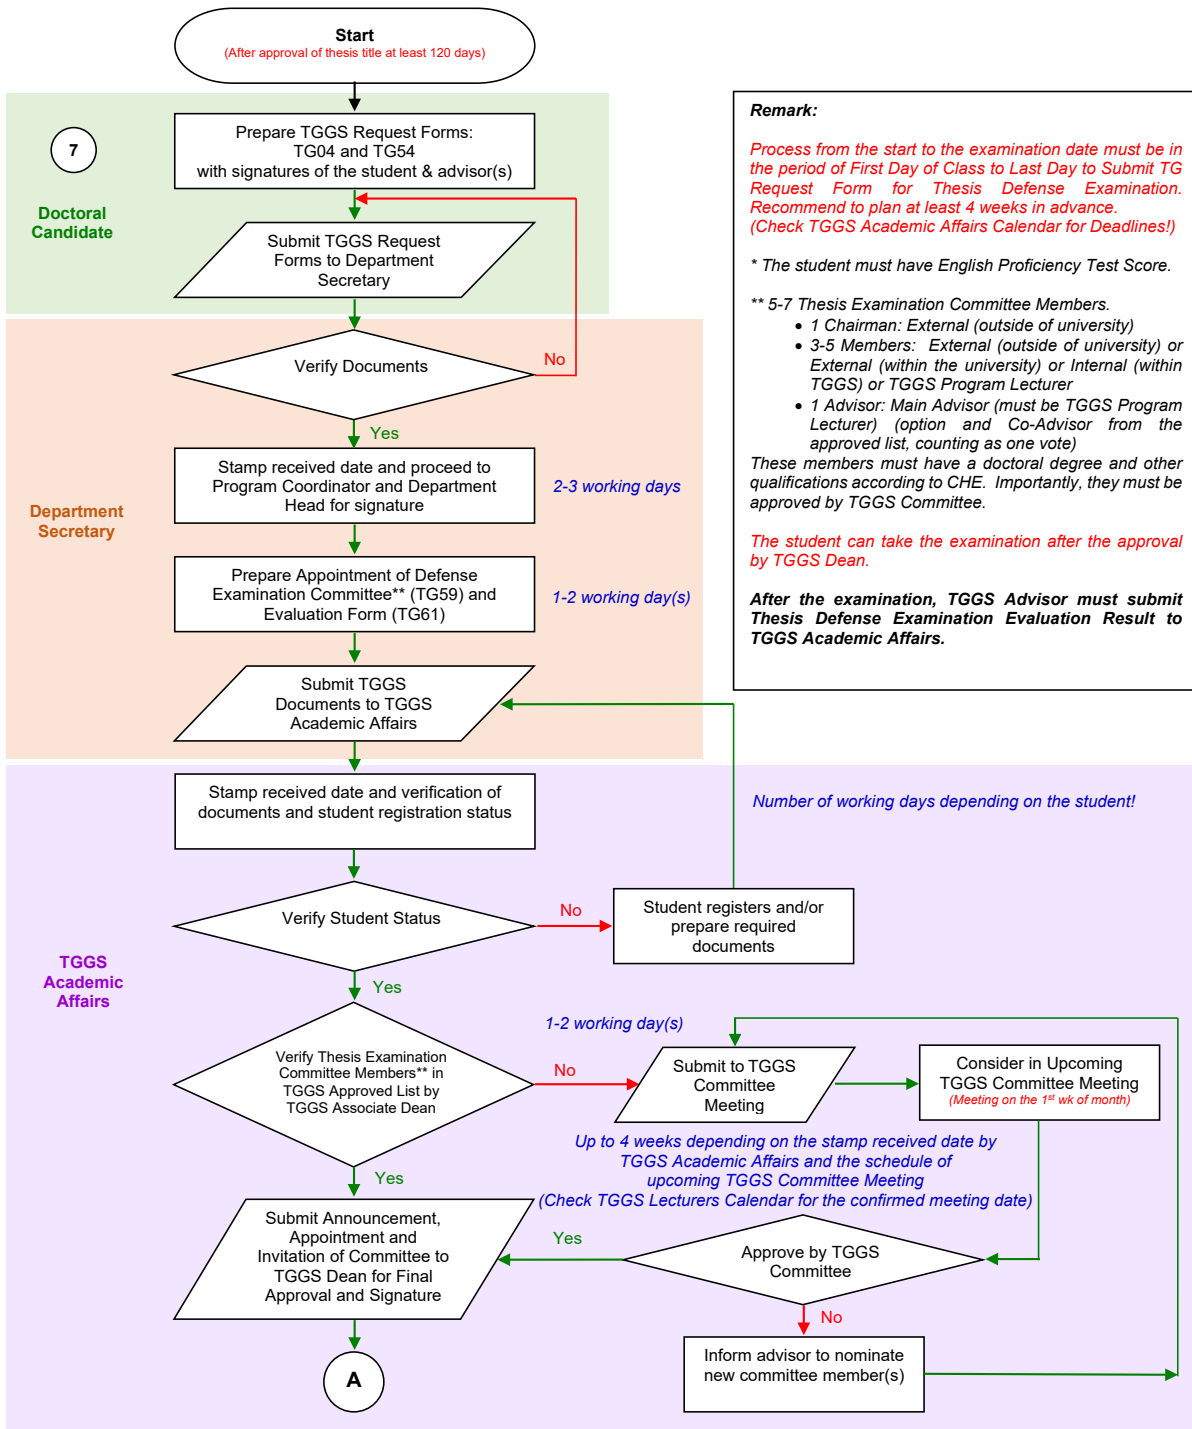 Start
(After approval of thesis title at least 120 days)
7
Doctoral
Candidate
Prepare TGGS Request Forms:
TG04 and TG54
with signatures of the student & advisor(s)
Submit TGGS Request
Forms to Department
Secretary
Verify Documents
No
Yes
Department
Secretary
Stamp received date and proceed to
Program Coordinator and Department
Head for signature
2-3 working days
Prepare Appointment of Defense
Examination Committee** (TG59) and
Evaluation Form (TG61)
1-2 working day(s)
Submit TGGS
Documents to TGGS
Academic Affairs
Remark:
Process from the start to the examination date must be in
the period of First Day of Class to Last Day to Submit TG
Request Form for Thesis Defense Examination.
Recommend to plan at least 4 weeks in advance.
(Check TGGS Academic Affairs Calendar for Deadlines!)
* The student must have English Proficiency Test Score.
** 5-7 Thesis Examination Committee Members.
• 1 Chairman: External (outside of university)
• 3-5 Members: External (outside of university) or
External (within the university) or Internal (within
TGGS) or TGGS Program Lecturer
• 1 Advisor: Main Advisor (must be TGGS Program
Lecturer) (option and Co-Advisor from the
approved list, counting as one vote)
These members must have a doctoral degree and other
qualifications according to CHE. Importantly, they must be
approved by TGGS Committee.
The student can take the examination after the approval
by TGGS Dean.
After the examination, TGGS Advisor must submit
Thesis Defense Examination Evaluation Result to
TGGS Academic Affairs.
TGGS
Academic
Affairs
Stamp received date and verification of
documents and student registration status
Number of working days depending on the student!
Verify Student Status
No
Student registers and/or
prepare required
documents
Yes
1-2 working day(s)
Verify Thesis Examination
Committee Members** in
TGGS Approved List by
TGGS Associate Dean
No
Submit to TGGS
Committee
Meeting
Consider in Upcoming
TGGS Committee Meeting
(Meeting on the 1st wk of month)
Up to 4 weeks depending on the stamp received date by
TGGS Academic Affairs and the schedule of
upcoming TGGS Committee Meeting
(Check TGGS Lecturers Calendar for the confirmed meeting date)
Yes
Submit Announcement,
Appointment and
Invitation of Committee to
TGGS Dean for Final
Approval and Signature
Yes
Approve by TGGS
Committee
No
Inform advisor to nominate
new committee member(s)
A